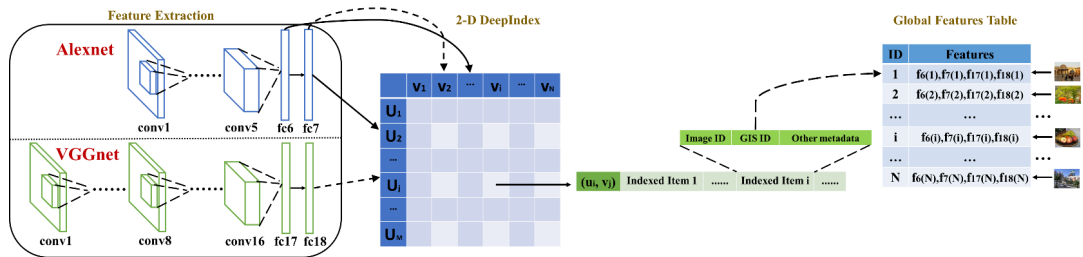 Feature Extraction
Alexnet
conv1
conv5
fc6
fc7
VGGnet
conv1
conv8
conv16
fc17
fc18
2-D DeepIndex
V1 V2 ... Vi ... VN
U1
U2
...
Ui
...
UM
(ui, vj) Indexed Item 1 ...... Indexed Item i ......
Image ID GIS ID Other metadata
Global Features Table
ID Features
1 f6(1),f7(1),f17(1),f18(1)
2 f6(2),f7(2),f17(2),f18(2)
... ... ...
i f6(i),f7(i),f17(i),f18(i)
... ... ...
N f6(N),f7(N),f17(N),f18(N)